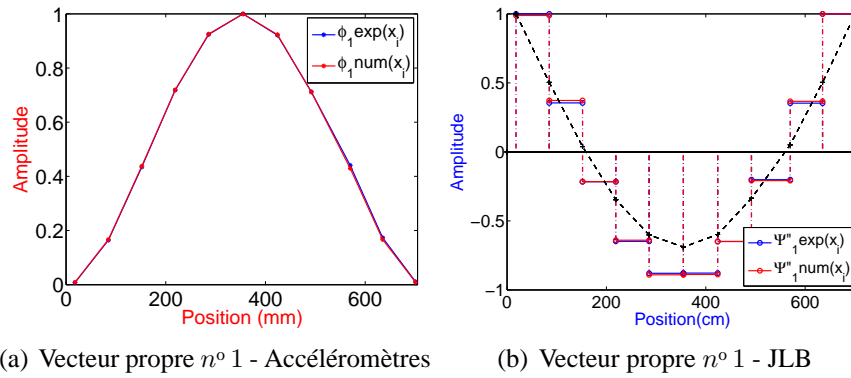 1
0.8
0.6
0.4
0.2
0
Amplitude
0 200 400 600
Position (mm)
ϕ₁exp(xᵢ)
ϕ₁num(xᵢ)
(a) Vecteur propre nº 1 - Accéléromètres
1
0.5
0
−0.5
−1
Amplitude
0 200 400 600
Position(cm)
Ψ"₁exp(xᵢ)
Ψ"₁num(xᵢ)
(b) Vecteur propre nº 1 - JLB